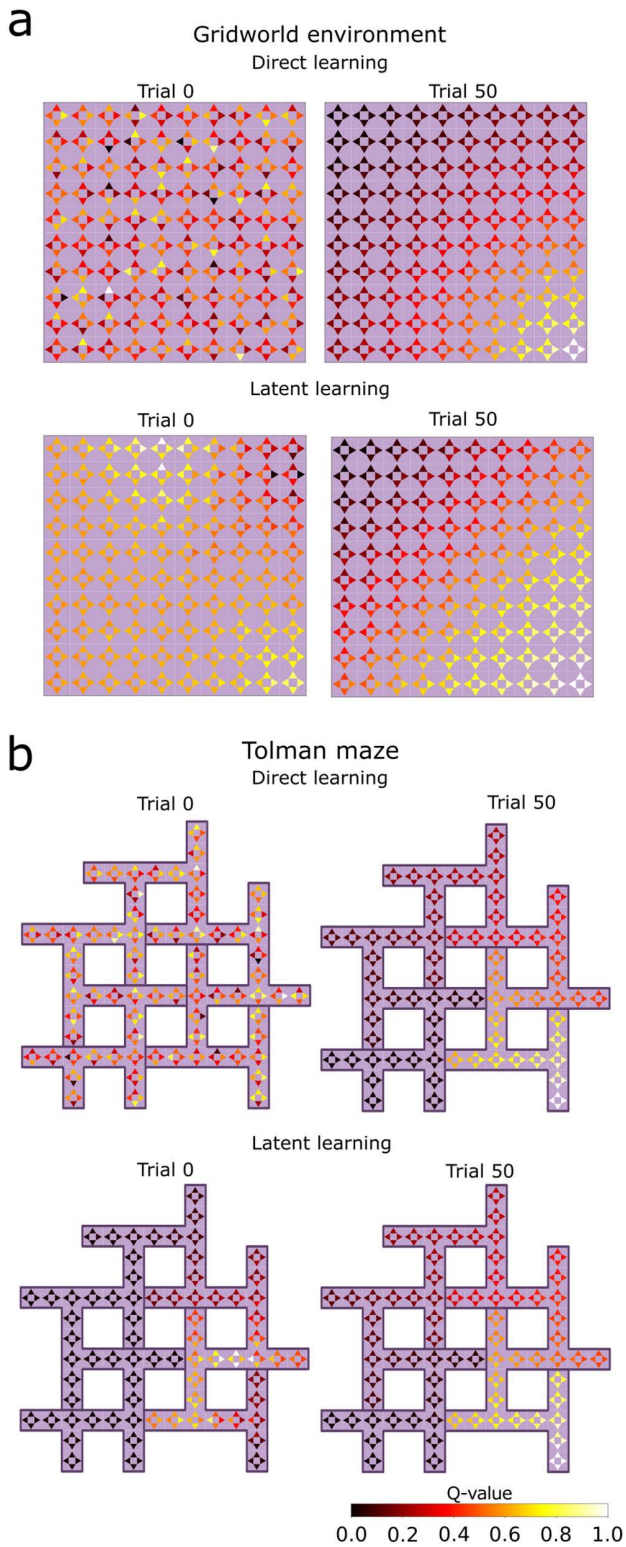 a
Gridworld environment
Direct learning
Trial 0
Trial 50
Latent learning
Trial 0
Trial 50
b
Tolman maze
Direct learning
Trial 0
Trial 50
Latent learning
Trial 0
Trial 50
Q-value
0.0 0.2 0.4 0.6 0.8 1.0